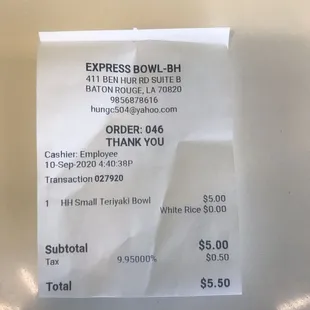 EXPRESS BOWL-BH
411 BEN HUR RD SUITE B
BATON ROUGE, LA 70820
9856878616
hungc504@yahoo.com
ORDER: 046
THANK YOU
Cashier: Employee
10-Sep-2020 4:40:38P
Transaction 027920
1 HH Small Teriyaki Bowl $5.00
White Rice $0.00
Subtotal $5.00
Tax 9.95000% $0.50
Total $5.50